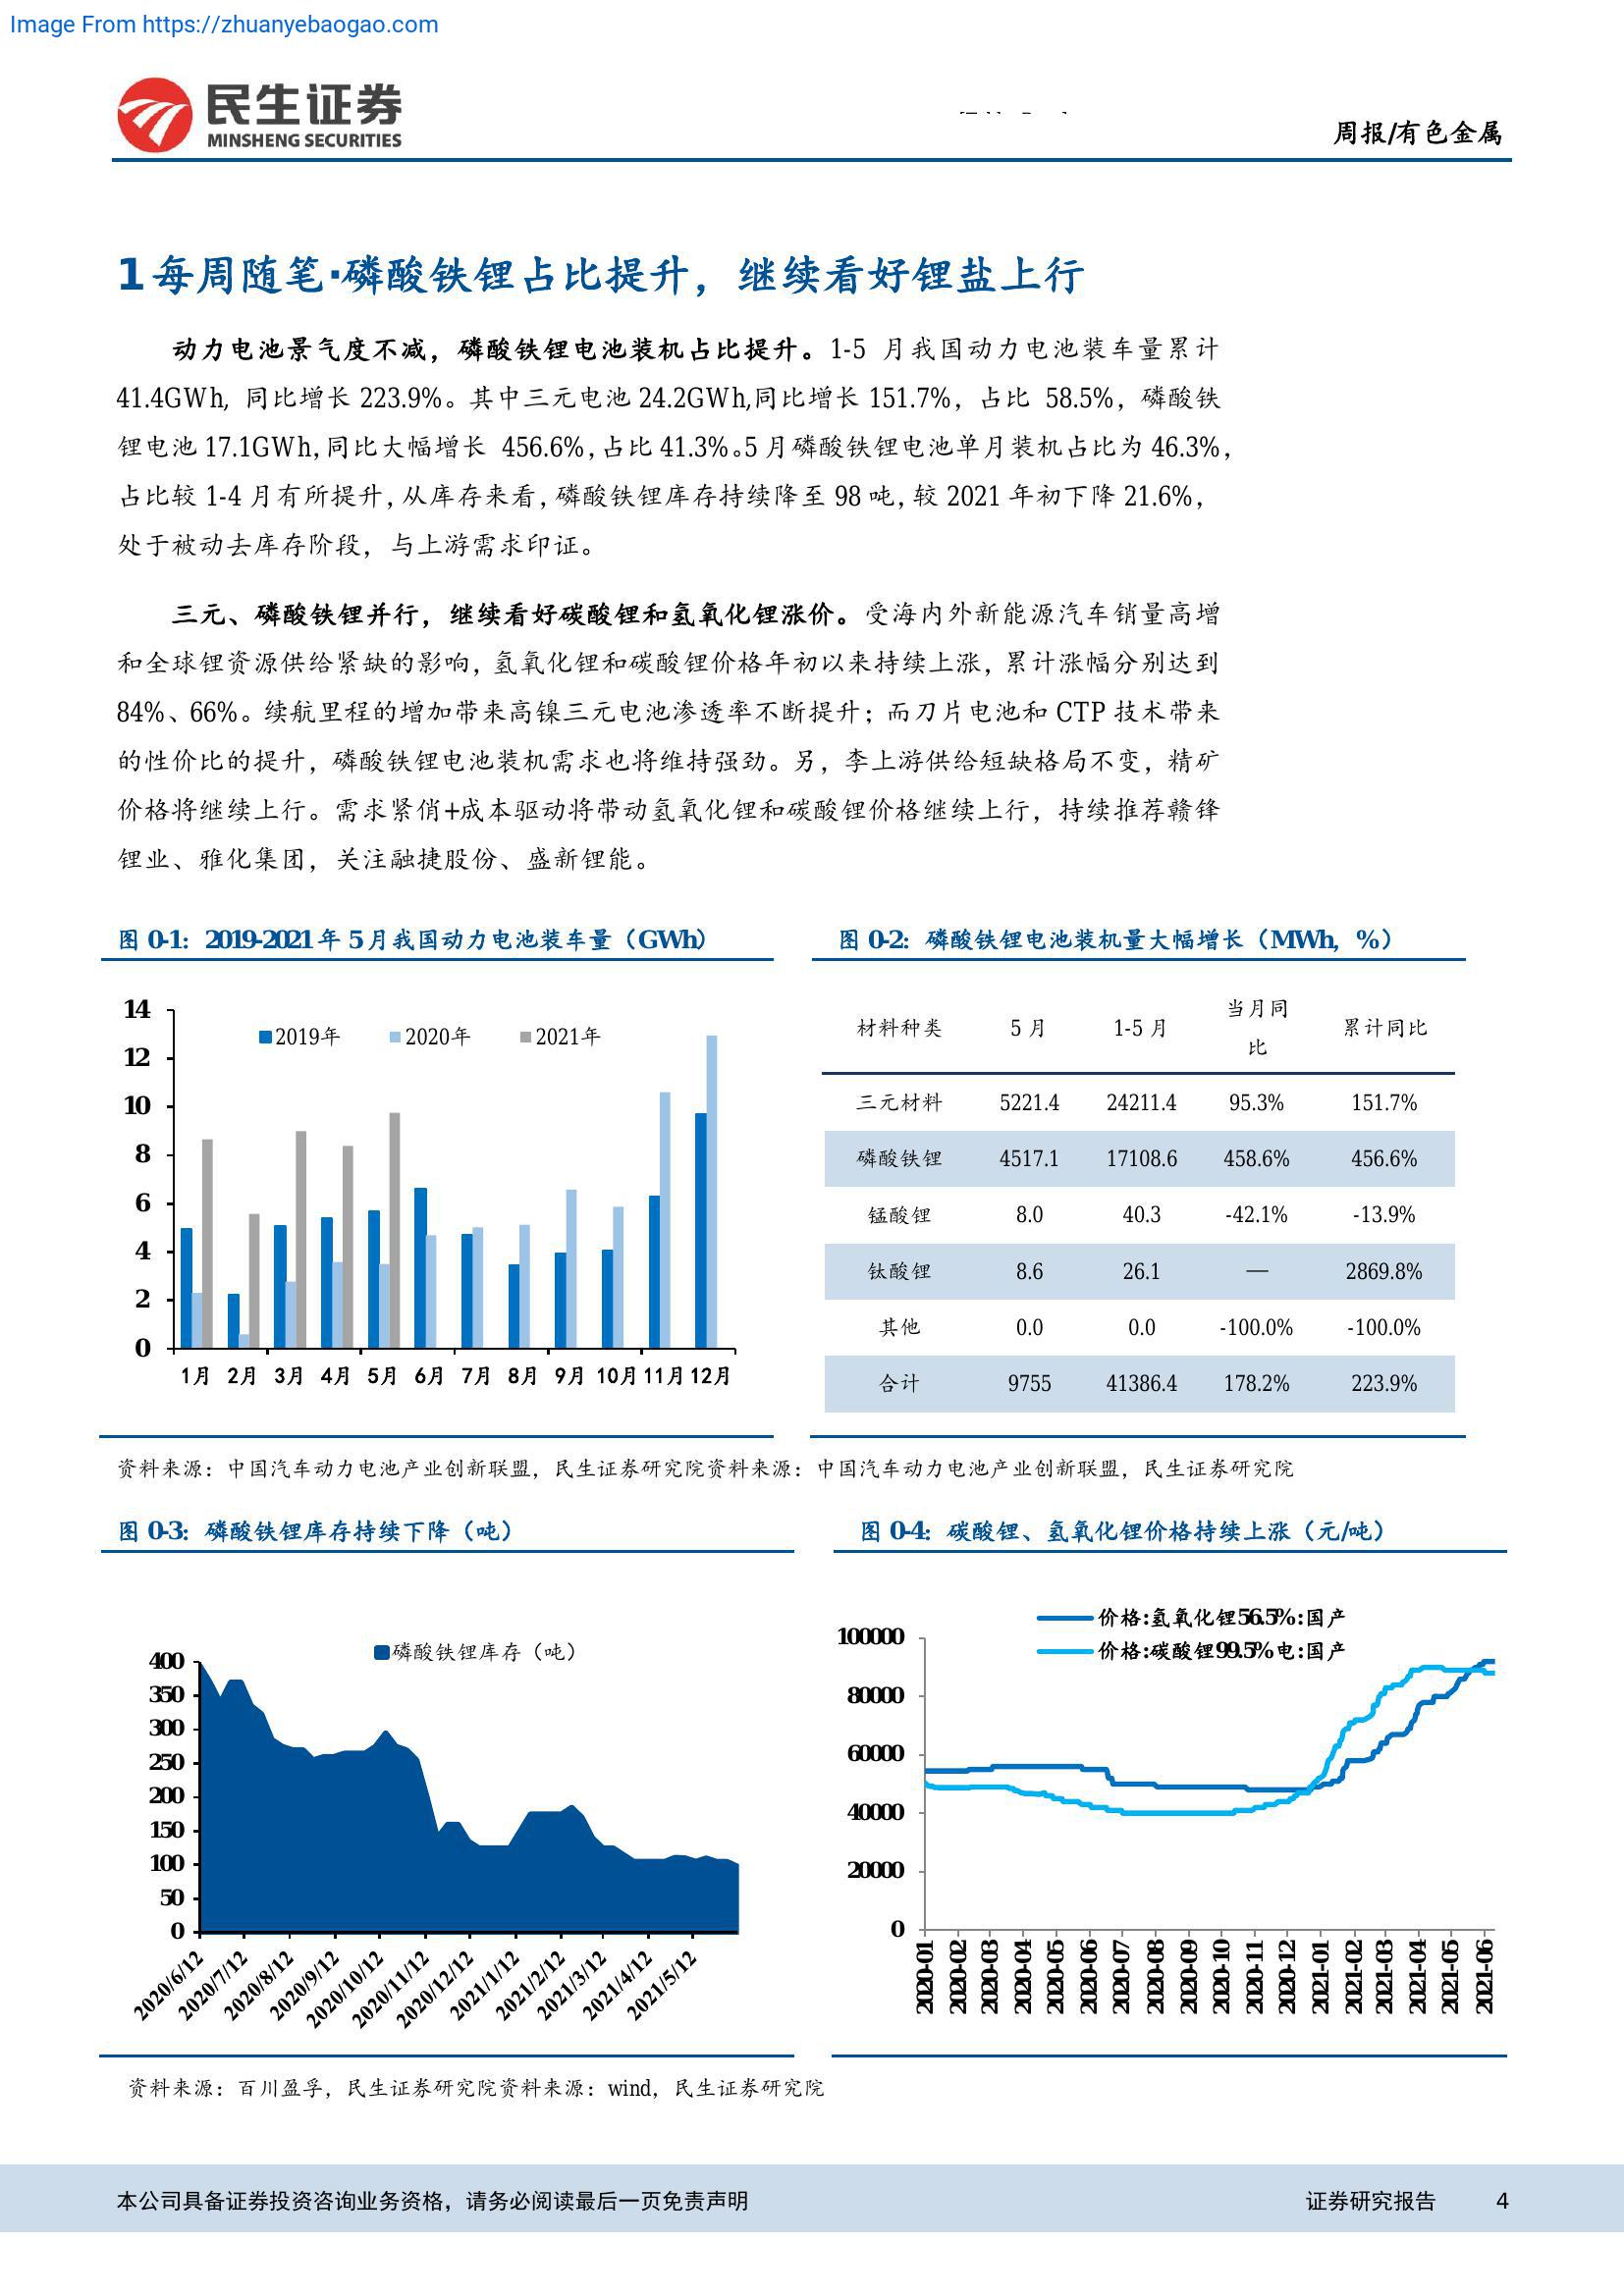 Image From https://zhuanyebaogao.com
民生证券
MINSHENG SECURITIES
周报/有色金属
1每周随笔·磷酸铁锂占比提升，继续看好锂盐上行
动力电池景气度不减，磷酸铁锂电池装机占比提升。1-5 月我国动力电池装车量累计
41.4GWh, 同比增长 223.9%。其中三元电池 24.2GWh,同比增长 151.7%，占比 58.5%，磷酸铁
锂电池 17.1GWh,同比大幅增长 456.6%,占比 41.3%。5 月磷酸铁锂电池单月装机占比为 46.3%,
占比较 1-4 月有所提升,从库存来看,磷酸铁锂库存持续降至 98 吨,较 2021 年初下降 21.6%,
处于被动去库存阶段，与上游需求印证。
三元、磷酸铁锂并行，继续看好碳酸锂和氢氧化锂涨价。受海内外新能源汽车销量高增
和全球锂资源供给紧缺的影响，氢氧化锂和碳酸锂价格年初以来持续上涨，累计涨幅分别达到
84%、66%。续航里程的增加带来高镍三元电池渗透率不断提升；而刀片电池和 CTP 技术带来
的性价比的提升，磷酸铁锂电池装机需求也将维持强劲。另，李上游供给短缺格局不变，精矿
价格将继续上行。需求紧俏+成本驱动将带动氢氧化锂和碳酸锂价格继续上行，持续推荐赣锋
锂业、雅化集团，关注融捷股份、盛新锂能。
图 0-1：2019-2021 年 5 月我国动力电池装车量（GWh）
14
12
10
8
6
4
2
0
2019年 2020年 2021年
1月 2月 3月 4月 5月 6月 7月 8月 9月 10月 11月 12月
图 0-2：磷酸铁锂电池装机量大幅增长（MWh，%）
材料种类 5 月 1-5 月 当月同比 累计同比
三元材料 5221.4 24211.4 95.3% 151.7%
磷酸铁锂 4517.1 17108.6 458.6% 456.6%
锰酸锂 8.0 40.3 -42.1% -13.9%
钛酸锂 8.6 26.1 — 2869.8%
其他 0.0 0.0 -100.0% -100.0%
合计 9755 41386.4 178.2% 223.9%
资料来源：中国汽车动力电池产业创新联盟，民生证券研究院资料来源：中国汽车动力电池产业创新联盟，民生证券研究院
图 0-3：磷酸铁锂库存持续下降（吨）
磷酸铁锂库存（吨）
400
350
300
250
200
150
100
50
0
2020/6/12 2020/7/12 2020/8/12 2020/9/12 2020/10/12 2020/11/12 2020/12/12 2021/1/12 2021/2/12 2021/3/12 2021/4/12 2021/5/12
图 0-4：碳酸锂、氢氧化锂价格持续上涨（元/吨）
价格:氢氧化锂56.5%:国产
价格:碳酸锂99.5%电:国产
100000
80000
60000
40000
20000
0
2020-01 2020-02 2020-03 2020-04 2020-05 2020-06 2020-07 2020-08 2020-09 2020-10 2020-11 2020-12 2021-01 2021-02 2021-03 2021-04 2021-05 2021-06
资料来源：百川盈孚，民生证券研究院资料来源：wind，民生证券研究院
本公司具备证券投资咨询业务资格，请务必阅读最后一页免责声明
证券研究报告 4